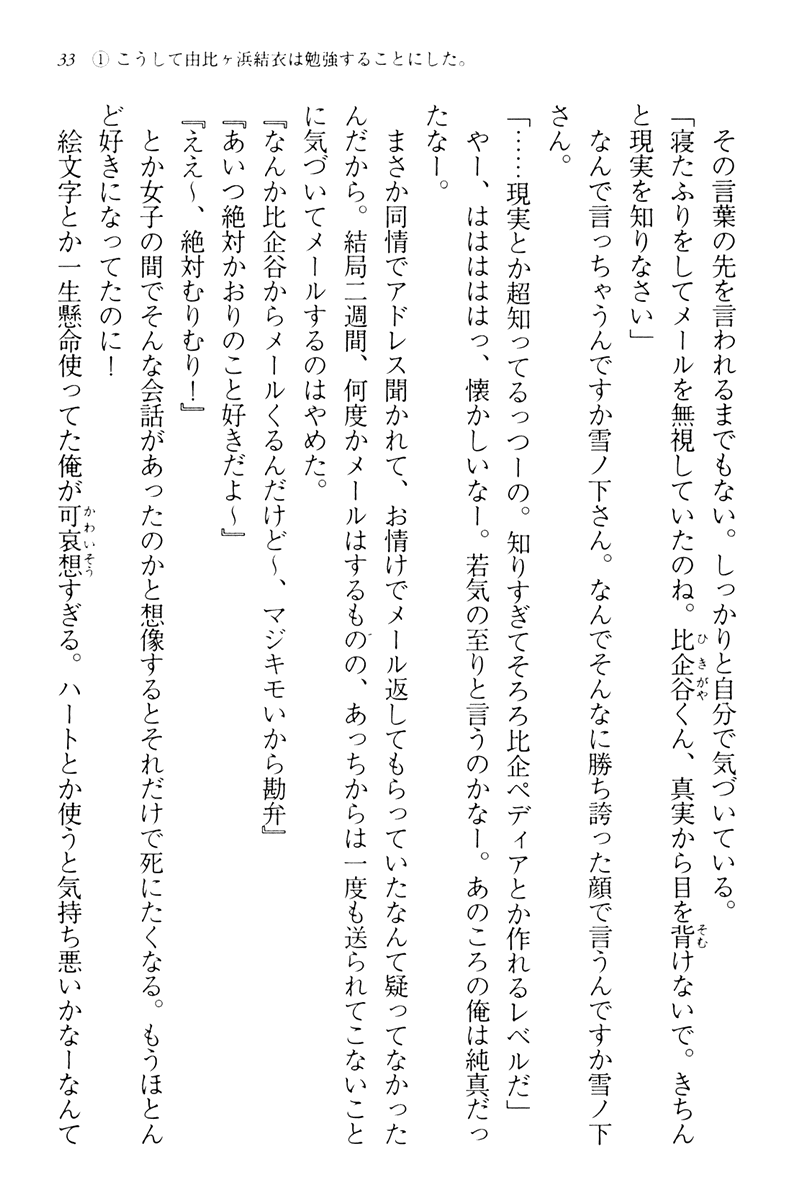 33 ① こうして由比ヶ浜結衣は勉強することにした。
その言葉の先を言われるまでもない。しっかりと自分で気づいている。
「寝たふりをしてメールを無視していたのね。比企谷くん、真実から目を背けないで。きちん
と現実を知りなさい」
なんで言っちゃうんですか雪ノ下さん。なんでそんなに勝ち誇った顔で言うんですか雪ノ下
さん。
「……現実とか超知ってるっつーの。知りすぎてそろろ比企ペディアとか作れるレベルだ」
やー、はははははっ、懐かしいなー。若気の至りと言うのかなー。あのころの俺は純真だっ
たなー。
まさか同情でアドレス聞かれて、お情けでメール返してもらっていたなんて疑ってなかった
んだから。結局二週間、何度かメールはするものの、あっちからは一度も送られてこないこと
に気づいてメールするのはやめた。
『なんか比企谷からメールくるんだけど～、マジキモいから勘弁』
『あいつ絶対かおりのこと好きだよ～』
『ええ～、絶対むりむり！』
とか女子の間でそんな会話があったのかと想像するとそれだけで死にたくなる。もうほとん
ど好きになってたのに！
絵文字とか一生懸命使ってた俺が可哀想すぎる。ハートとか使うと気持ち悪いかなーなんて